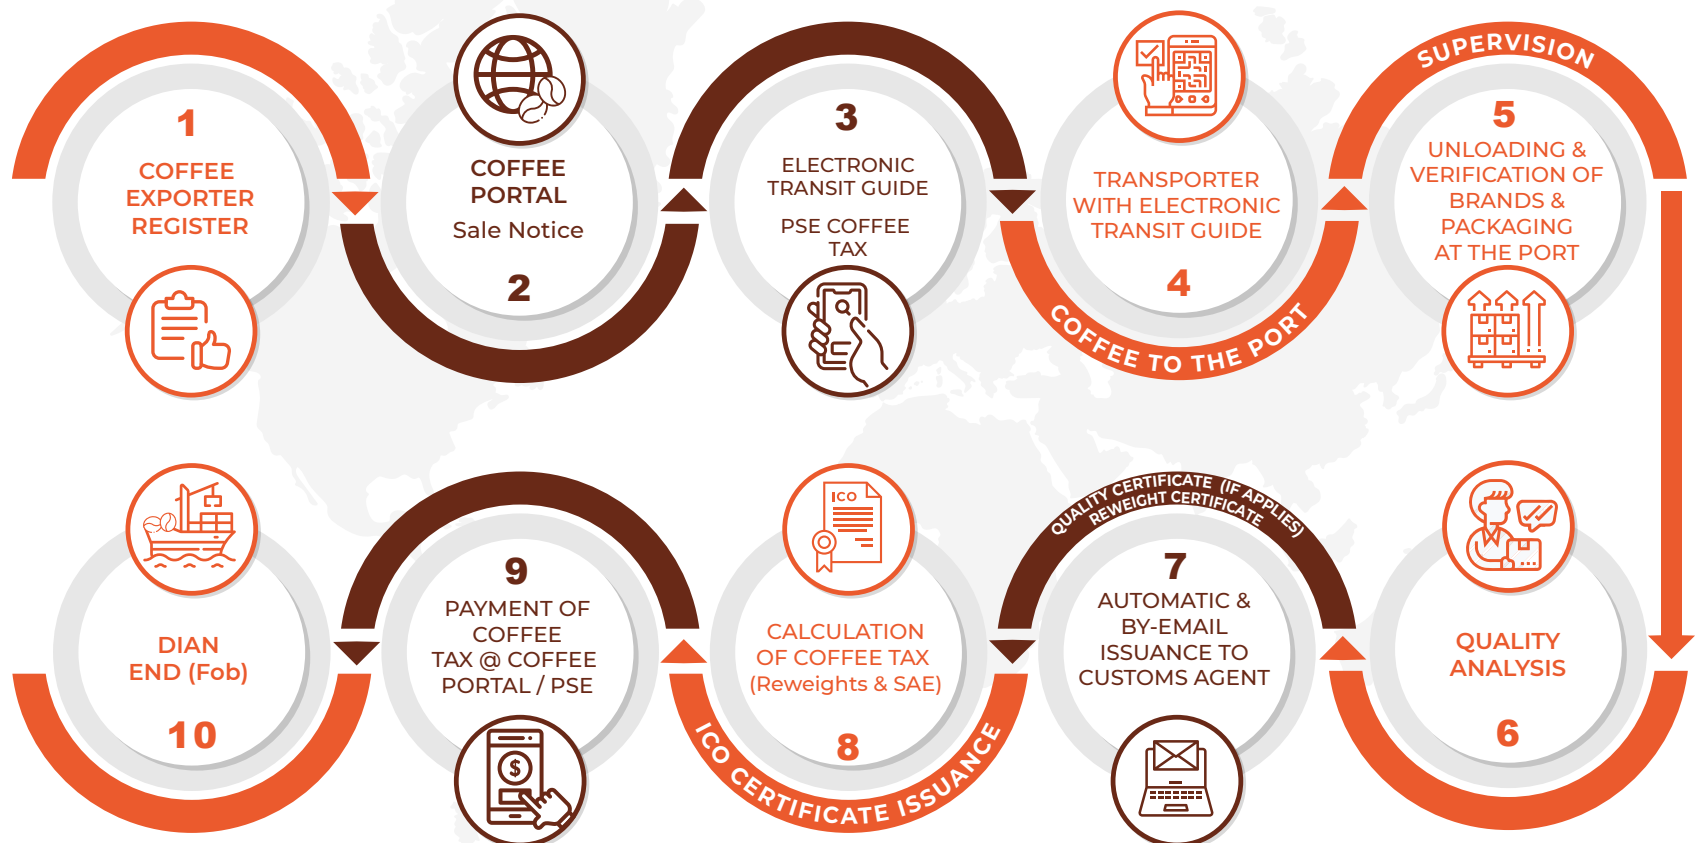 1
COFFEE
EXPORTER
REGISTER
COFFEE
PORTAL
Sale Notice
2
3
ELECTRONIC
TRANSIT GUIDE
PSE COFFEE
TAX
TRANSPORTER
WITH ELECTRONIC
TRANSIT GUIDE
4
COFFEE TO THE PORT
SUPERVISION
5
UNLOADING &
VERIFICATION OF
BRANDS &
PACKAGING
AT THE PORT
QUALITY
ANALYSIS
6
QUALITY CERTIFICATE (IF APPLIES)
REWEIGHT CERTIFICATE
7
AUTOMATIC &
BY-EMAIL
ISSUANCE TO
CUSTOMS AGENT
ICO
CALCULATION
OF COFFEE TAX
(Reweights & SAE)
8
ICO CERTIFICATE ISSUANCE
9
PAYMENT OF
COFFEE
TAX @ COFFEE
PORTAL / PSE
$
DIAN
END (Fob)
10